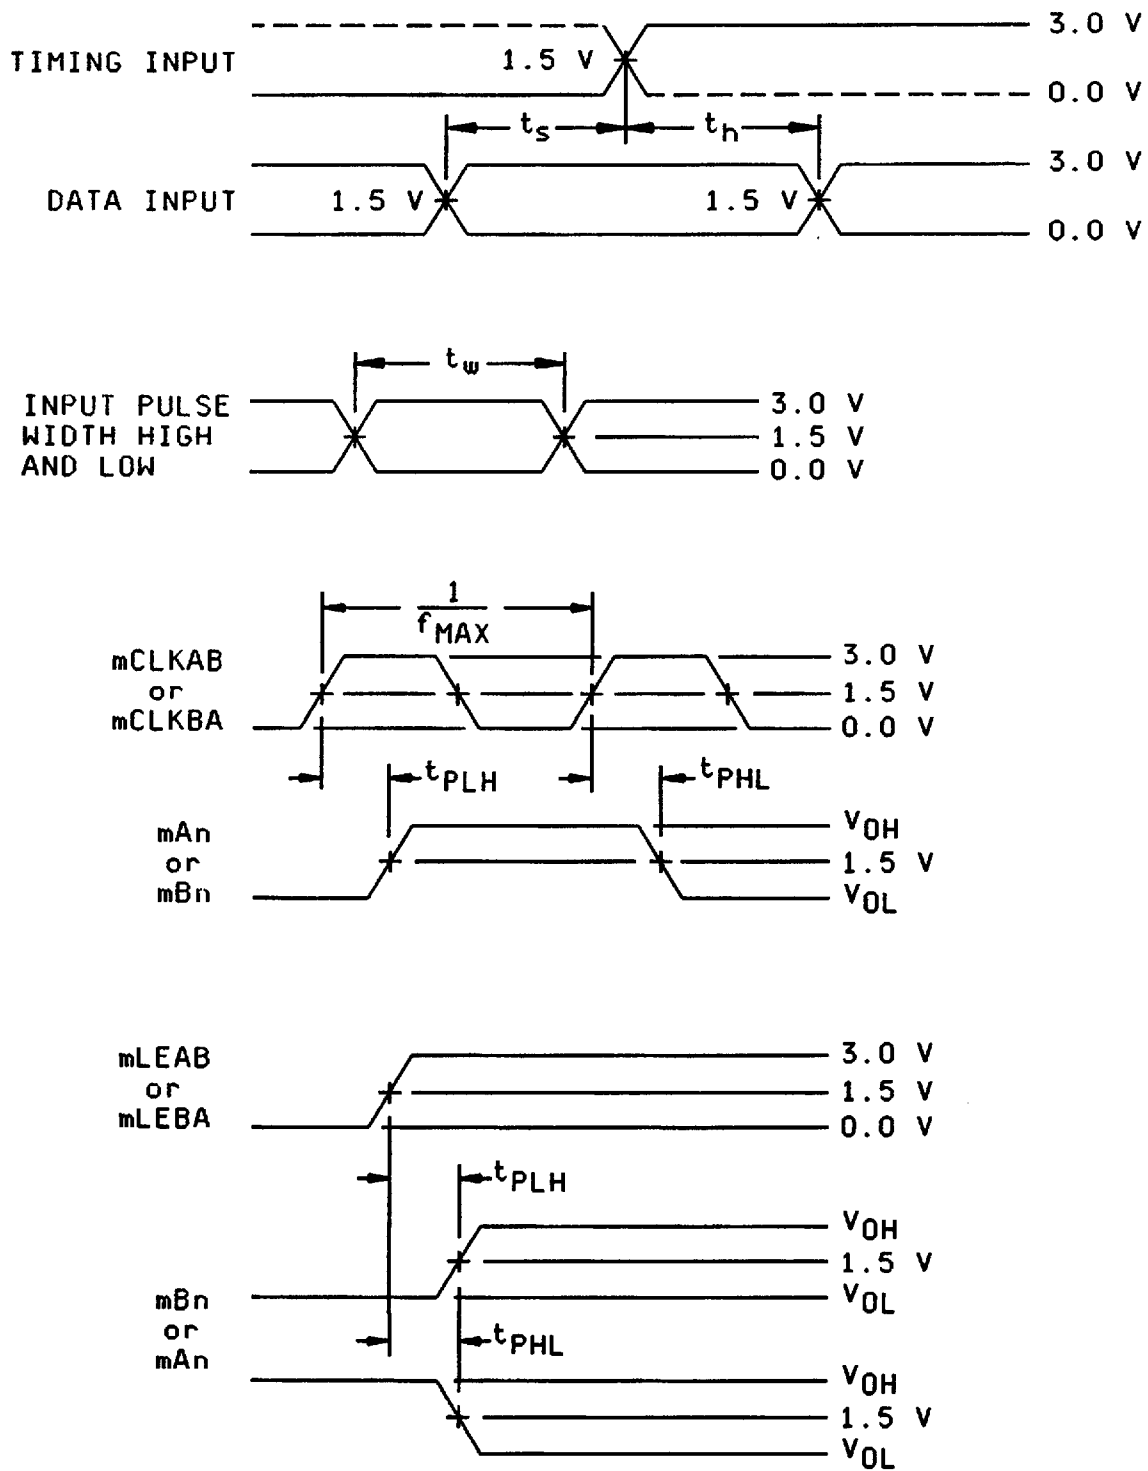 3.0 V
TIMING INPUT 1.5 V
0.0 V
ts th
3.0 V
DATA INPUT 1.5 V 1.5 V
0.0 V
tw
INPUT PULSE 3.0 V
WIDTH HIGH 1.5 V
AND LOW 0.0 V
1
fMAX
mCLKAB 3.0 V
or 1.5 V
mCLKBA 0.0 V
tPLH tPHL
mAn VOH
or 1.5 V
mBn VOL
mLEAB 3.0 V
or 1.5 V
mLEBA 0.0 V
tPLH
VOH
1.5 V
mBn VOL
or
tPHL
mAn
VOH
1.5 V
VOL